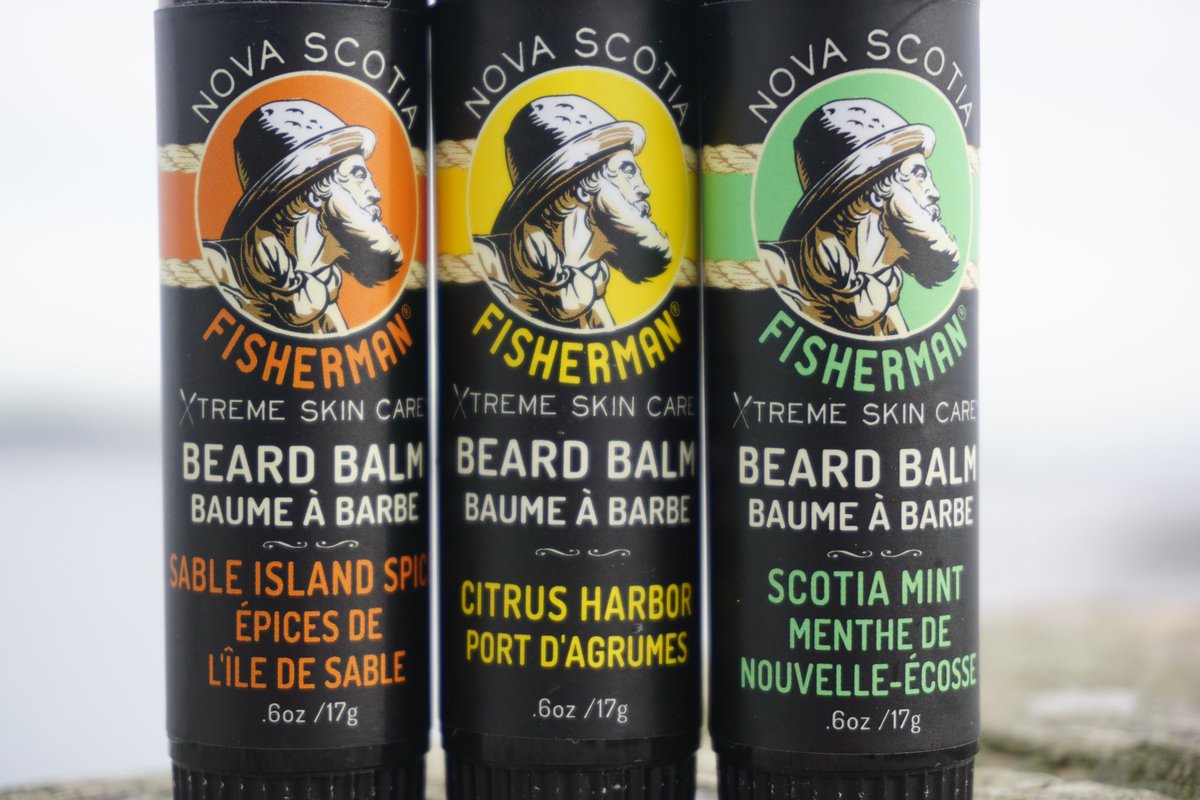 NOVA SCOTIA
FISHERMAN®
XTREME SKIN CARE
BEARD BALM
BAUME À BARBE
SABLE ISLAND SPIC
ÉPICES DE
L'ÎLE DE SABLE
.6oz /17g
NOVA SCOTIA
FISHERMAN®
XTREME SKIN CARE
BEARD BALM
BAUME À BARBE
CITRUS HARBOR
PORT D'AGRUMES
.6oz /17g
NOVA SCOTIA
FISHERMAN®
XTREME SKIN CARE
BEARD BALM
BAUME À BARBE
SCOTIA MINT
MENTHE DE
NOUVELLE-ÉCOSSE
.6oz /17g